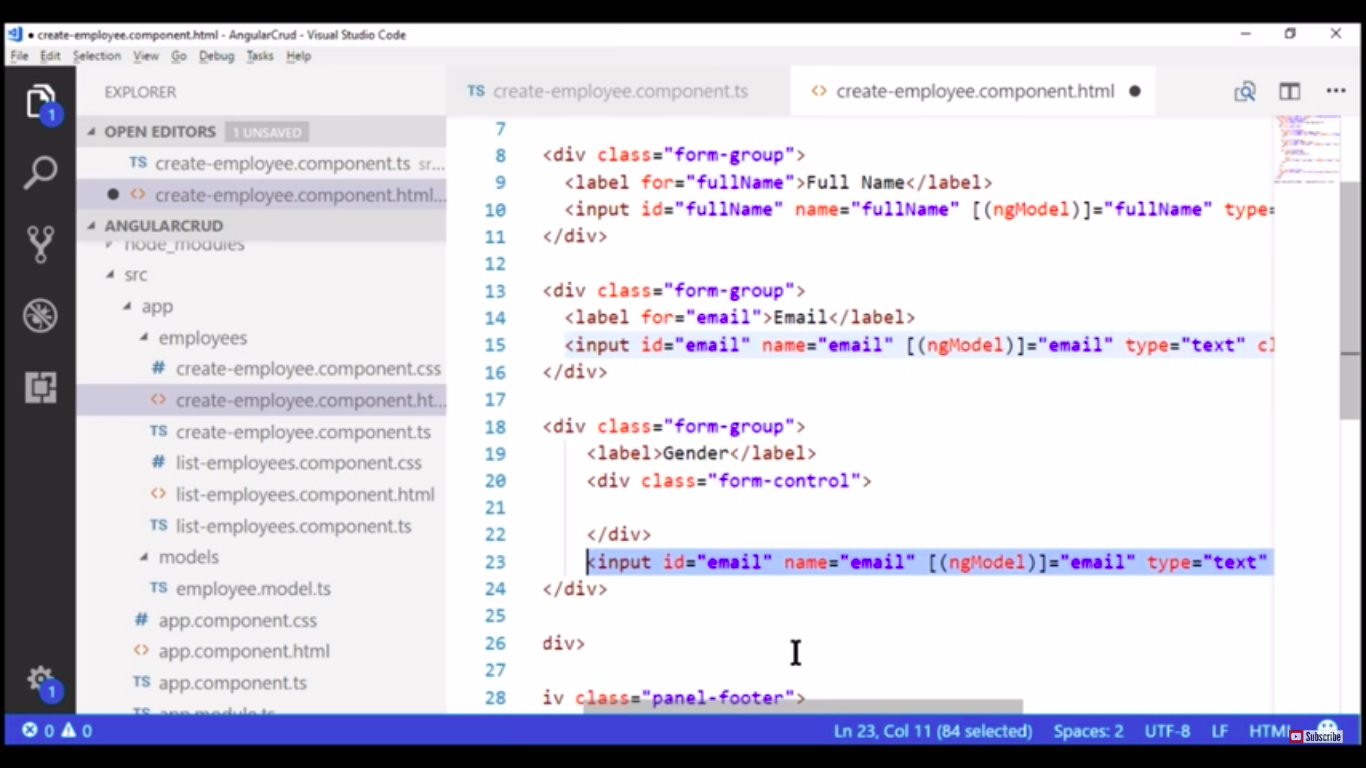 create-employee.component.html - AngularCrud - Visual Studio Code
File Edit Selection View Go Debug Tasks Help
EXPLORER
OPEN EDITORS 1 UNSAVED
TS create-employee.component.ts sr...
<> create-employee.component.html...
ANGULARCRUD
node_modules
src
app
employees
# create-employee.component.css
<> create-employee.component.ht...
TS create-employee.component.ts
# list-employees.component.css
<> list-employees.component.html
TS list-employees.component.ts
models
TS employee.model.ts
# app.component.css
<> app.component.html
TS app.component.ts
TS app.module.ts
1
1
TS create-employee.component.ts
<> create-employee.component.html
7
8 <div class="form-group">
9 <label for="fullName">Full Name</label>
10 <input id="fullName" name="fullName" [(ngModel)]="fullName" type=
11 </div>
12
13 <div class="form-group">
14 <label for="email">Email</label>
15 <input id="email" name="email" [(ngModel)]="email" type="text" cl
16 </div>
17
18 <div class="form-group">
19 <label>Gender</label>
20 <div class="form-control">
21
22 </div>
23 <input id="email" name="email" [(ngModel)]="email" type="text"
24 </div>
25
26 div>
27
28 iv class="panel-footer">
0 0 Ln 23, Col 11 (84 selected) Spaces: 2 UTF-8 LF HTML
Subscribe